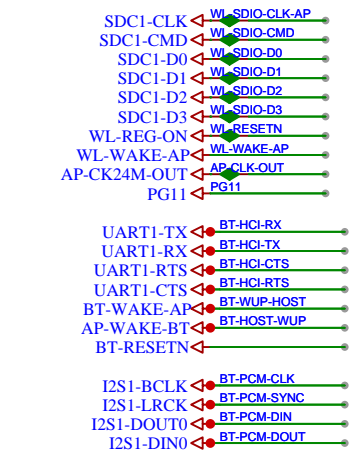 SDC1-CLK WL-SDIO-CLK-AP
SDC1-CMD WL-SDIO-CMD
SDC1-D0 WL-SDIO-D0
SDC1-D1 WL-SDIO-D1
SDC1-D2 WL-SDIO-D2
SDC1-D3 WL-SDIO-D3
WL-REG-ON WL-RESETN
WL-WAKE-AP WL-WAKE-AP
AP-CK24M-OUT AP-CLK-OUT
PG11 PG11
UART1-TX BT-HCI-RX
UART1-RX BT-HCI-TX
UART1-RTS BT-HCI-CTS
UART1-CTS BT-HCI-RTS
BT-WAKE-AP BT-WUP-HOST
AP-WAKE-BT BT-HOST-WUP
BT-RESETN
I2S1-BCLK BT-PCM-CLK
I2S1-LRCK BT-PCM-SYNC
I2S1-DOUT0 BT-PCM-DIN
I2S1-DIN0 BT-PCM-DOUT